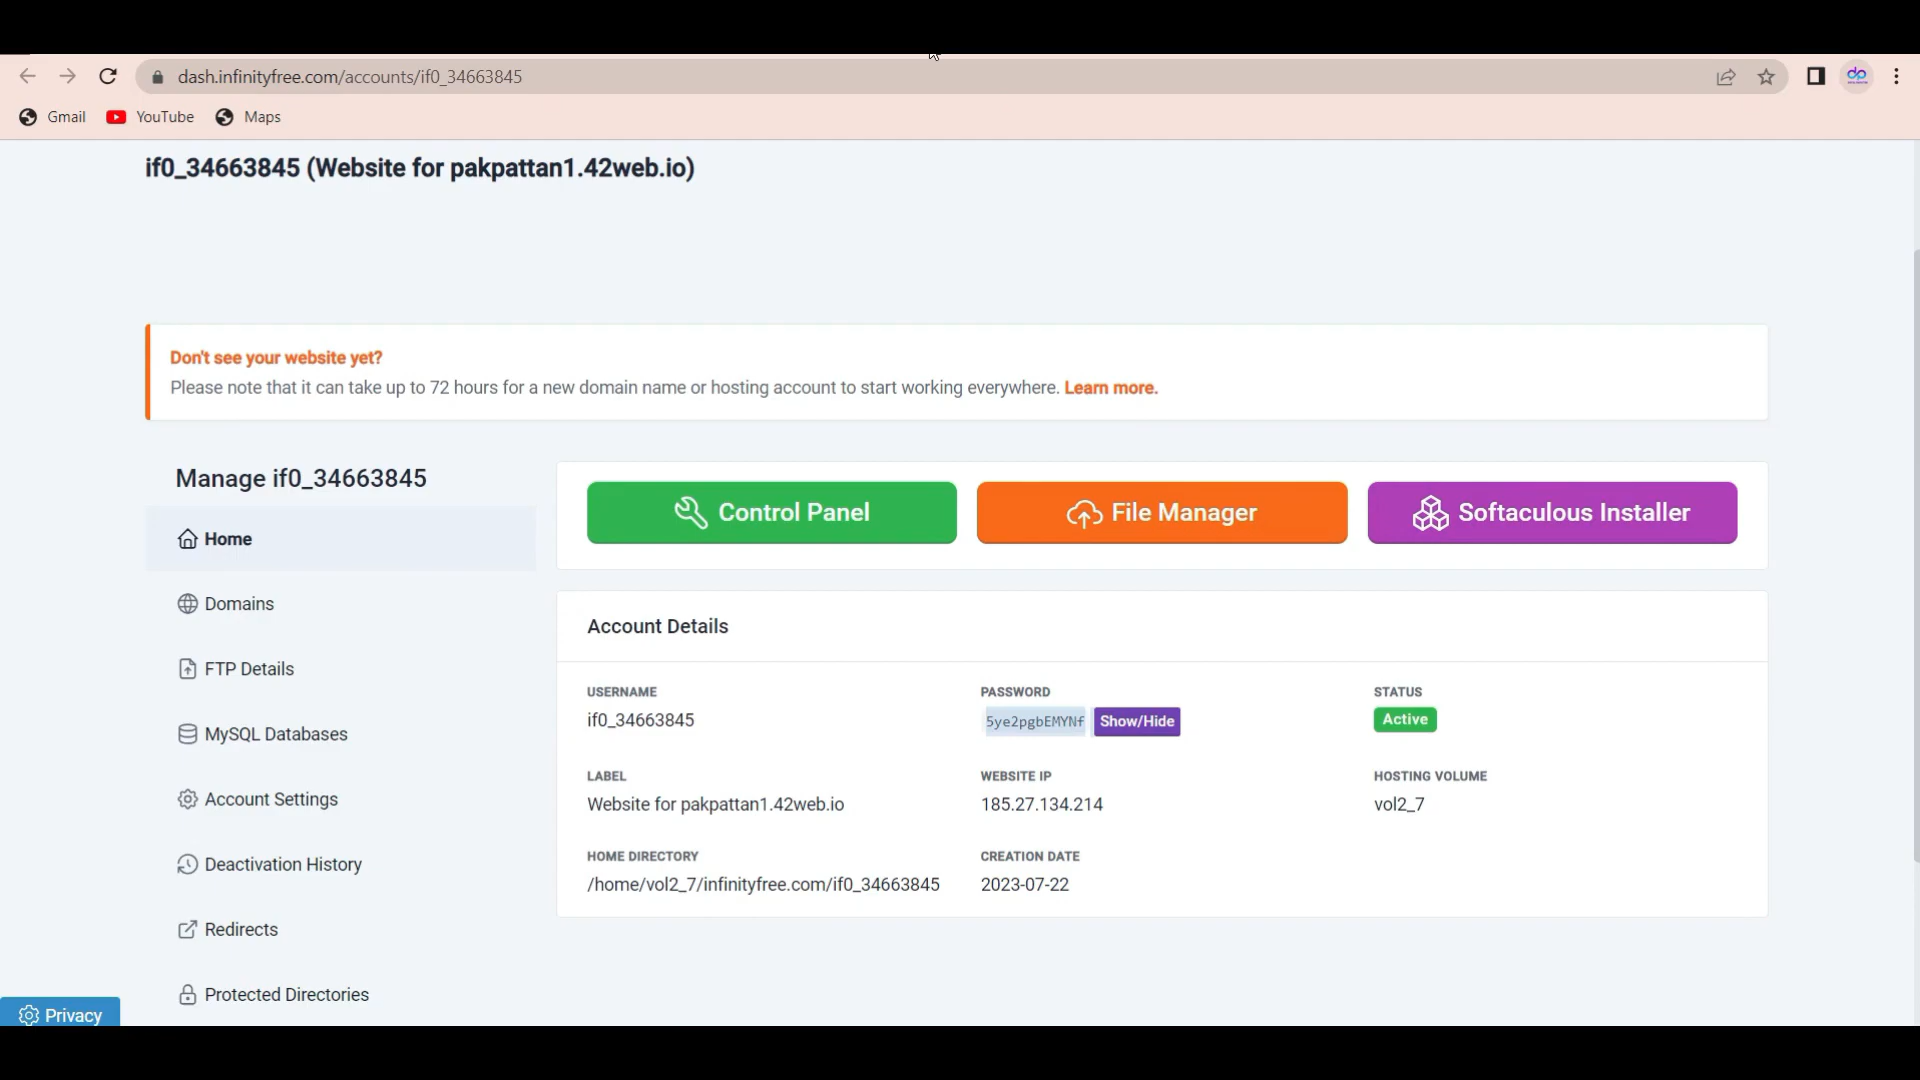 dash.infinityfree.com/accounts/if0_34663845
Gmail YouTube Maps
if0_34663845 (Website for pakpattan1.42web.io)
Don't see your website yet?
Please note that it can take up to 72 hours for a new domain name or hosting account to start working everywhere. Learn more.
Manage if0_34663845
Home
Domains
FTP Details
MySQL Databases
Account Settings
Deactivation History
Redirects
Protected Directories
Control Panel File Manager Softaculous Installer
Account Details
USERNAME PASSWORD STATUS
if0_34663845 5ye2pgbEMYNf Show/Hide Active
LABEL WEBSITE IP HOSTING VOLUME
Website for pakpattan1.42web.io 185.27.134.214 vol2_7
HOME DIRECTORY CREATION DATE
/home/vol2_7/infinityfree.com/if0_34663845 2023-07-22
Privacy